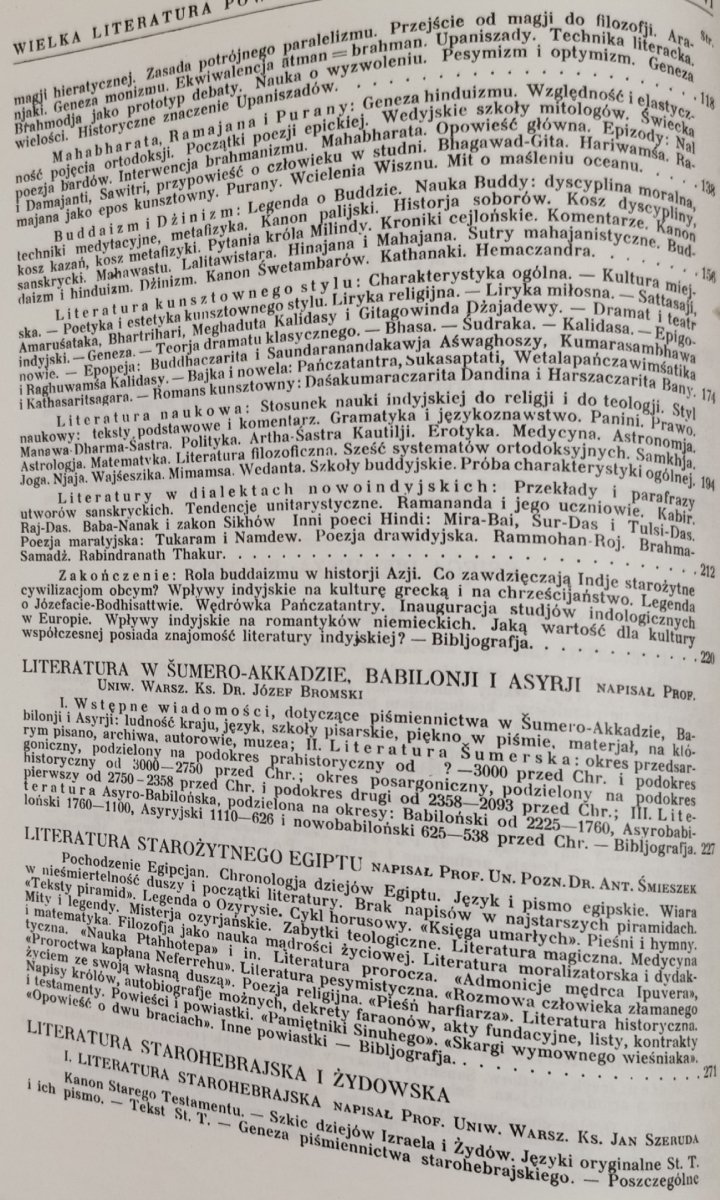 WIELKA LITERATURA
Str.
magji hieratycznej. Zasada potrójnego paralelizmu. Przejście od magji do filozofji. Ara-
njaki. Geneza monizmu. Ekwiwalencja atman = brahman. Upaniszady. Technika literacka.
Brahmodja jako prototyp debaty. Nauka o wyzwoleniu. Pesymizm i optymizm. Geneza
wielości. Historyczne znaczenie Upaniszadów. . . . . . . . . . . . 118
Mahabharata, Ramajana i Purany: Geneza hinduizmu. Względność i elastycz-
ność pojęcia ortodoksji. Początki poezji epickiej. Wedyjskie szkoły mitologów. Świecka
poezja bardów. Interwencja brahmanizmu. Mahabharata. Opowieść główna. Epizody: Nal
i Damajanti, Sawitri, przypowieść o człowieku w studni. Bhagawad-Gita. Hariwamśa. Ra-
majana jako epos kunsztowny. Purany. Wcielenia Wisznu. Mit o maśleniu oceanu. . . . . 138
Buddaizm i Dżinizm: Legenda o Buddzie. Nauka Buddy: dyscyplina moralna,
techniki medytacyjne, metafizyka. Kanon palijski. Historja soborów. Kosz dyscypliny,
kosz kazań, kosz metafizyki. Pytania króla Milindy. Kroniki cejlońskie. Komentarze. Kanon
sanskrycki. Mahawastu. Lalitawistara. Hinajana i Mahajana. Sutry mahajanistyczne. Bud-
daizm i hinduizm. Dżinizm. Kanon Śwetambarów. Kathanaki. Hemaczandra. . . . . . 156
Literatura kunsztownego stylu: Charakterystyka ogólna. — Kultura miej-
ska. — Poetyka i estetyka kunsztownego stylu. Liryka religijna. — Liryka miłosna. — Sattasaji,
Amaruśataka, Bhartrihari, Meghaduta Kalidasy i Gitagowinda Dżajadewy. — Dramat i teatr
indyjski. — Geneza. — Teorja dramatu klasycznego. — Bhasa. — Śudraka. — Kalidasa. — Epigo-
nowie. — Epopeja: Buddhaczarita i Saundaranandakawja Aśwaghoszy, Kumarasambhawa
i Raghuwamśa Kalidasy. — Bajka i nowela: Pańczatantra, Śukasaptati, Wetalapańczawimśatika
i Kathasaritsagara. — Romans kunsztowny: Daśakumaraczarita Dandina i Harszaczarita Bany. 174
Literatura naukowa: Stosunek nauki indyjskiej do religji i do teologji. Styl
naukowy: teksty podstawowe i komentarz. Gramatyka i językoznawstwo. Panini. Prawo.
Manawa-Dharma-Śastra. Polityka. Artha-Śastra Kautilji. Erotyka. Medycyna. Astronomja.
Astrologja. Matematyka. Literatura filozoficzna. Sześć systematów ortodoksyjnych. Samkhja,
Joga. Njaja. Wajśeszika. Mimamsa. Wedanta. Szkoły buddyjskie. Próba charakterystyki ogólnej. 194
Literatury w dialektach nowoindyjskich: Przekłady i parafrazy
utworów sanskryckich. Tendencje unitarystyczne. Ramananda i jego uczniowie. Kabir.
Raj-Das. Baba-Nanak i zakon Sikhów Inni poeci Hindi: Mira-Bai, Sur-Das i Tulsi-Das.
Poezja maratyjska: Tukaram i Namdew. Poezja drawidyjska. Rammohan-Roj. Brahma-
Samadż. Rabindranath Thakur. . . . . . . . . . . . . . . . . . 212
Zakończenie: Rola buddaizmu w historji Azji. Co zawdzięczają Indje starożytne
cywilizacjom obcym? Wpływy indyjskie na kulturę grecką i na chrześcijaństwo. Legenda
o Józefacie-Bodhisattwie. Wędrówka Pańczatantry. Inauguracja studjów indologicznych
w Europie. Wpływy indyjskie na romantyków niemieckich. Jaką wartość dla kultury
współczesnej posiada znajomość literatury indyjskiej? — Bibljografja. . . . . . . . 220
LITERATURA W ŠUMERO-AKKADZIE, BABILONJI I ASYRJI NAPISAŁ PROF.
UNIW. WARSZ. KS. DR. JÓZEF BROMSKI
I. Wstępne wiadomości, dotyczące piśmiennictwa w Šumero-Akkadzie, Ba-
bilonji i Asyrji: ludność kraju, język, szkoły pisarskie, piękno w piśmie, materjał, na któ-
rym pisano, archiwa, autorowie, muzea; II. Literatura Šumerska: okres przedsar-
goniczny, podzielony na podokres prahistoryczny od ?—3000 przed Chr. i podokres
historyczny od 3000—2750 przed Chr.; okres posargoniczny, podzielony na podokres
pierwszy od 2750-2358 przed Chr. i podokres drugi od 2358—2093 przed Chr.; III. Lite-
ratura Asyro-Babilońska, podzielona na okresy: Babiloński od 2225—1760, Asyrobabi-
loński 1760—1100, Asyryjski 1110—626 i nowobabiloński 625—538 przed Chr. — Bibljografja. 227
LITERATURA STAROŻYTNEGO EGIPTU NAPISAŁ PROF. UN. POZN. DR. ANT. ŚMIESZEK
Pochodzenie Egipcjan. Chronologja dziejów Egiptu. Język i pismo egipskie. Wiara
w nieśmiertelność duszy i początki literatury. Brak napisów w najstarszych piramidach.
«Teksty piramid». Legenda o Ozyrysie. Cykl horusowy. «Księga umarłych». Pieśni i hymny.
Mity i legendy. Misterja ozyrjańskie. Zabytki teologiczne. Literatura magiczna. Medycyna
i matematyka. Filozofja jako nauka mądrości życiowej. Literatura moralizatorska i dydak-
tyczna. «Nauka Ptahhotepa» i in. Literatura prorocza. «Admonicje mędrca Ipuvera»,
«Proroctwa kapłana Neferrehu». Literatura pesymistyczna. «Rozmowa człowieka złamanego
życiem ze swoją własną duszą». Poezja religijna. «Pieśń harfiarza». Literatura historyczna.
Napisy królów, autobiografje możnych, dekrety faraonów, akty fundacyjne, listy, kontrakty
i testamenty. Powieści i powiastki. «Pamiętniki Sinuhego». «Skargi wymownego wieśniaka».
«Opowieść o dwu braciach». Inne powiastki — Bibljografja. . . . . . . . . . . . . 271
LITERATURA STAROHEBRAJSKA I ŻYDOWSKA
I. LITERATURA STAROHEBRAJSKA NAPISAŁ PROF. UNIW. WARSZ. KS. JAN SZERUDA
Kanon Starego Testamentu. — Szkic dziejów Izraela i Żydów. Języki oryginalne St. T.
i ich pismo. — Tekst St. T. — Geneza piśmiennictwa starohebrajskiego. — Poszczególne